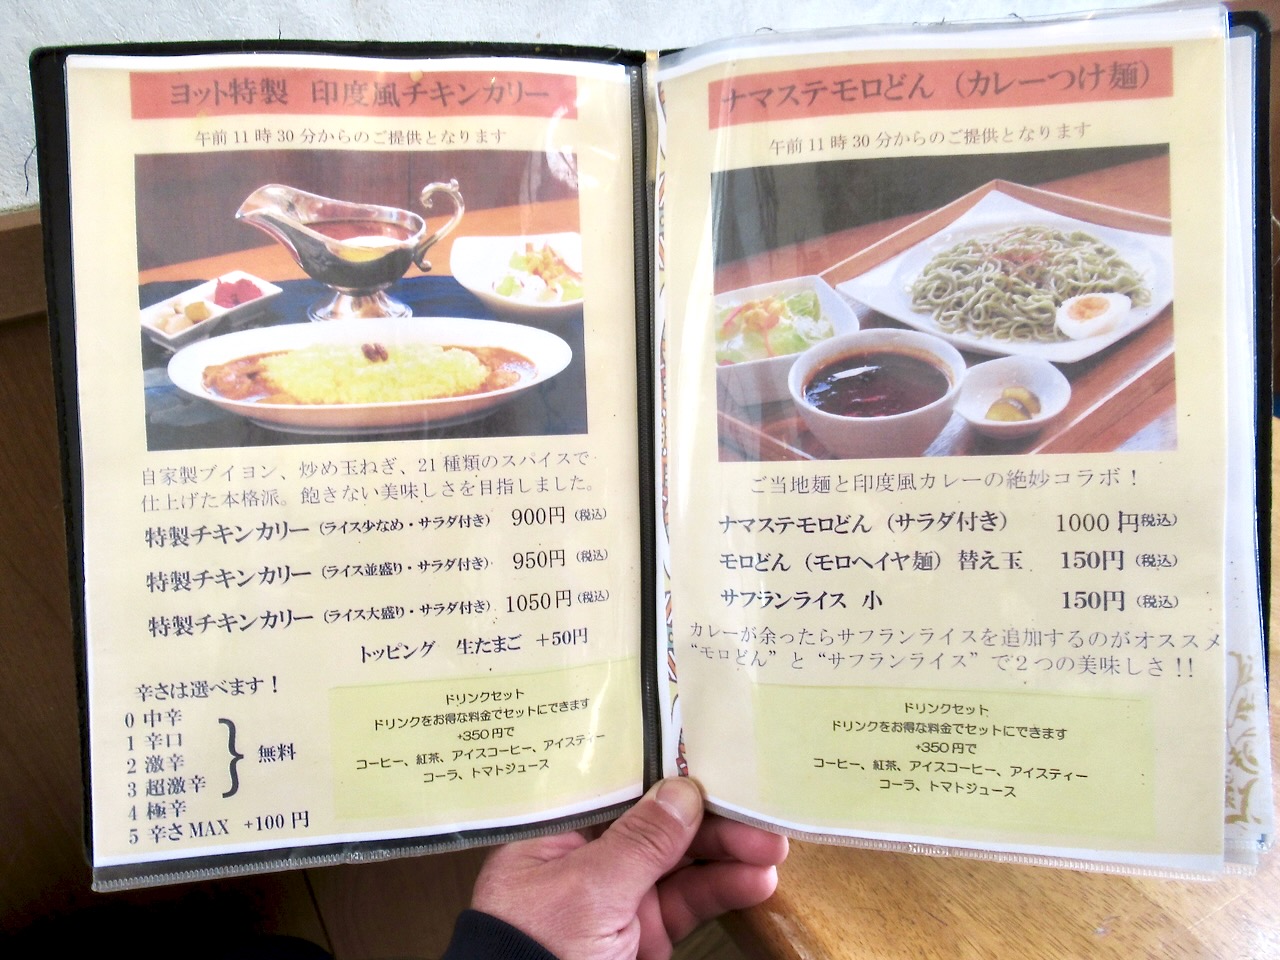 ヨット特製 印度風チキンカリー
午前11時30分からのご提供となります
自家製ブイヨン、炒め玉ねぎ、21種類のスパイスで
仕上げた本格派。飽きない美味しさを目指しました。
特製チキンカリー（ライス少なめ・サラダ付き） 900円（税込）
特製チキンカリー（ライス並盛り・サラダ付き） 950円（税込）
特製チキンカリー（ライス大盛り・サラダ付き） 1050円（税込）
トッピング 生たまご +50円
辛さは選べます！
0 中辛
1 辛口
2 激辛
3 超激辛
無料
4 極辛
5 辛さMAX +100円
ドリンクセット
ドリンクをお得な料金でセットにできます
+350円で
コーヒー、紅茶、アイスコーヒー、アイスティー
コーラ、トマトジュース
ナマステモロどん（カレーつけ麺）
午前11時30分からのご提供となります
ご当地麺と印度風カレーの絶妙コラボ！
ナマステモロどん（サラダ付き） 1000円（税込）
モロどん（モロヘイヤ麺）替え玉 150円（税込）
サフランライス 小 150円（税込）
カレーが余ったらサフランライスを追加するのがオススメ
“モロどん”と“サフランライス”で２つの美味しさ！！
ドリンクセット
ドリンクをお得な料金でセットにできます
+350円で
コーヒー、紅茶、アイスコーヒー、アイスティー
コーラ、トマトジュース